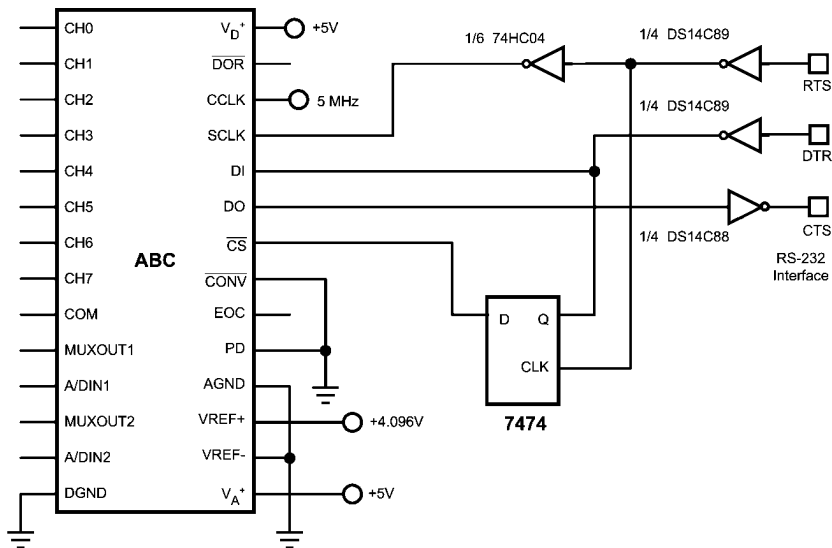 CH0
CH1
CH2
CH3
CH4
CH5
CH6
CH7
COM
MUXOUT1
A/DIN1
MUXOUT2
A/DIN2
DGND
ABC
VD+
DOR
CCLK
SCLK
DI
DO
CS
CONV
EOC
PD
AGND
VREF+
VREF-
VA+
+5V
5 MHz
+4.096V
+5V
1/6 74HC04
1/4 DS14C89
RTS
1/4 DS14C89
DTR
1/4 DS14C88
CTS
RS-232
Interface
D Q
CLK
7474